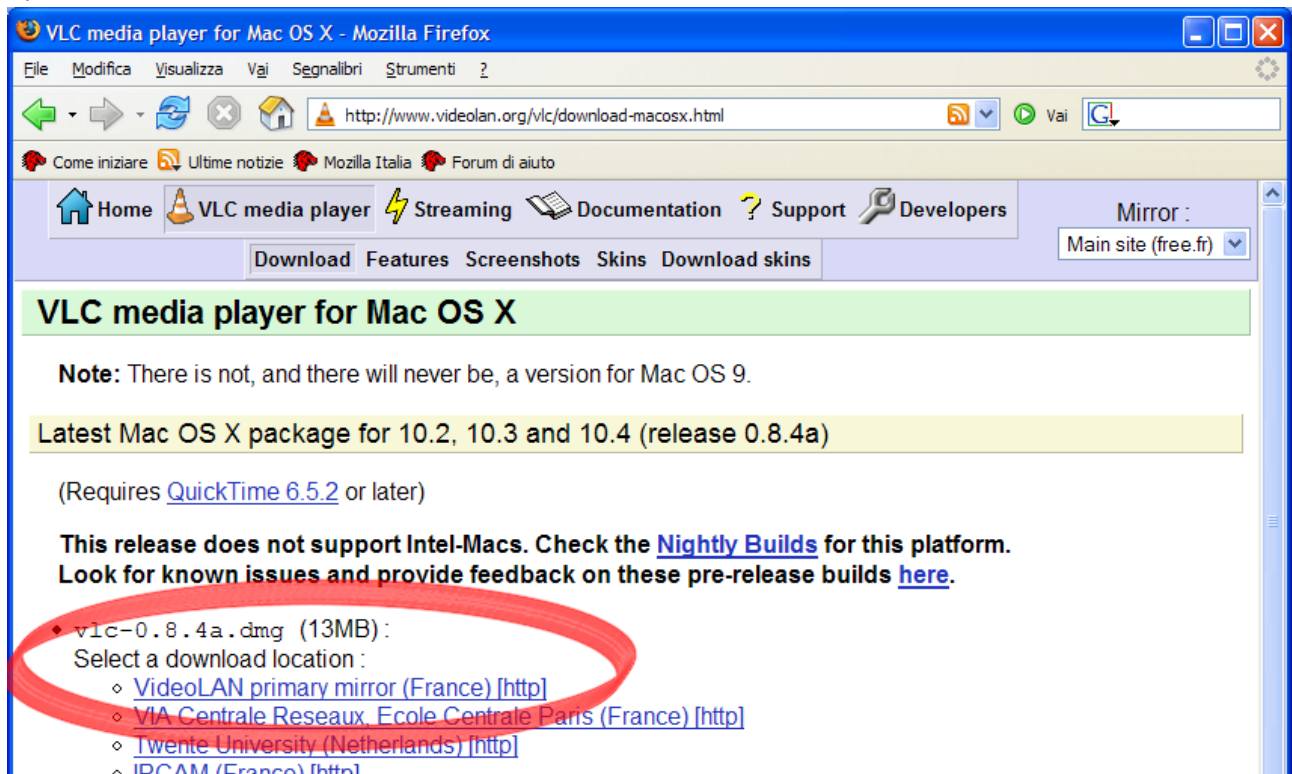 VLC media player for Mac OS X - Mozilla Firefox
File Modifica Visualizza Vai Segnalibri Strumenti ?
http://www.videolan.org/vlc/download-macosx.html Vai G
Come iniziare Ultime notizie Mozilla Italia Forum di aiuto
Home VLC media player Streaming Documentation ? Support Developers
Mirror :
Main site (free.fr)
Download Features Screenshots Skins Download skins
VLC media player for Mac OS X
Note: There is not, and there will never be, a version for Mac OS 9.
Latest Mac OS X package for 10.2, 10.3 and 10.4 (release 0.8.4a)
(Requires QuickTime 6.5.2 or later)
This release does not support Intel-Macs. Check the Nightly Builds for this platform.
Look for known issues and provide feedback on these pre-release builds here.
vlc-0.8.4a.dmg (13MB) :
Select a download location :
VideoLAN primary mirror (France) [http]
VIA Centrale Reseaux, Ecole Centrale Paris (France) [http]
Twente University (Netherlands) [http]
IRCAM (France) [http]